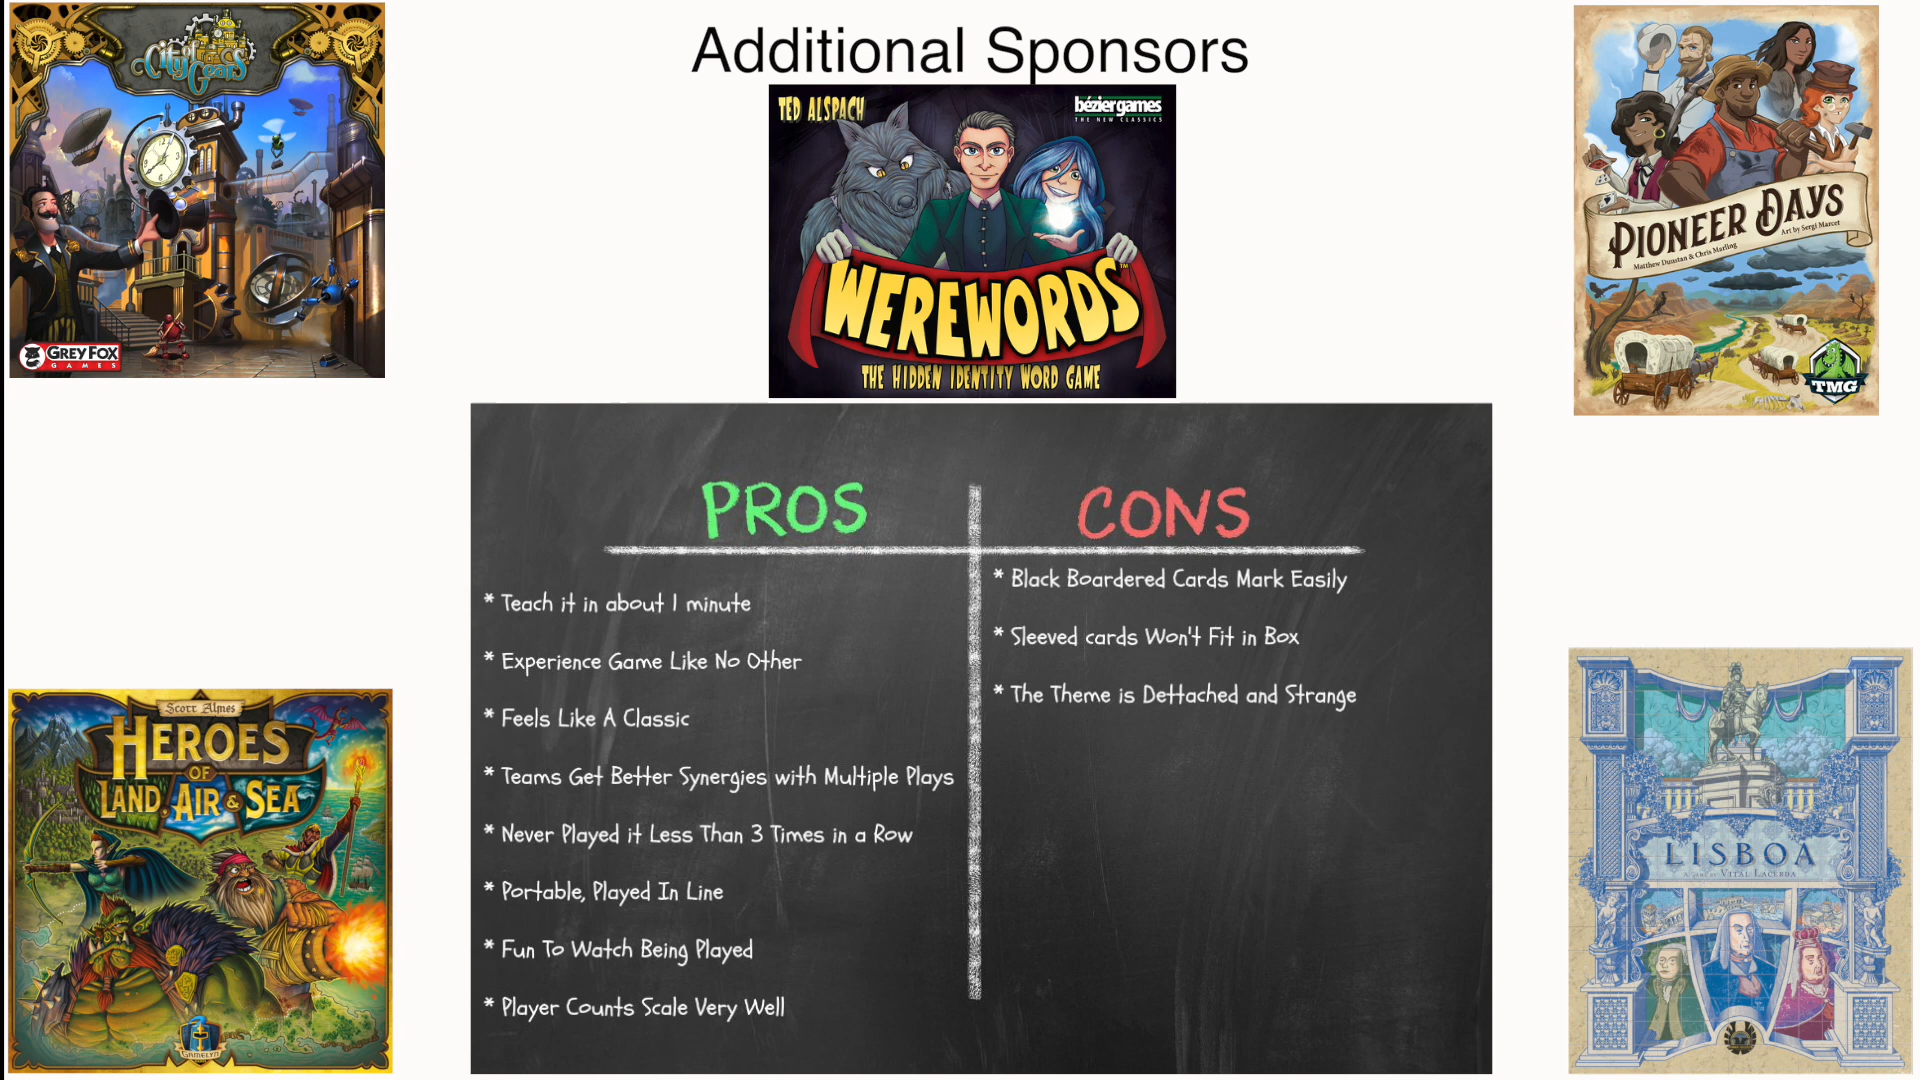 Additional Sponsors
City of Gears
GREY FOX
GAMES
TED ALSPACH
béziergames
THE NEW CLASSICS
WEREWORDS™
THE HIDDEN IDENTITY WORD GAME
PIONEER DAYS
Matthew Dunstan & Chris Marling
Art by Sergi Marcet
TMG
PROS
* Teach it in about 1 minute
* Experience Game Like No Other
* Feels Like A Classic
* Teams Get Better Synergies with Multiple Plays
* Never Played it Less Than 3 Times in a Row
* Portable, Played In Line
* Fun To Watch Being Played
* Player Counts Scale Very Well
CONS
* Black Boardered Cards Mark Easily
* Sleeved cards Won't Fit in Box
* The Theme is Dettached and Strange
Scott Almes
HEROES
OF
LAND, AIR & SEA
GAMELYN
LISBOA
VITAL LACERDA